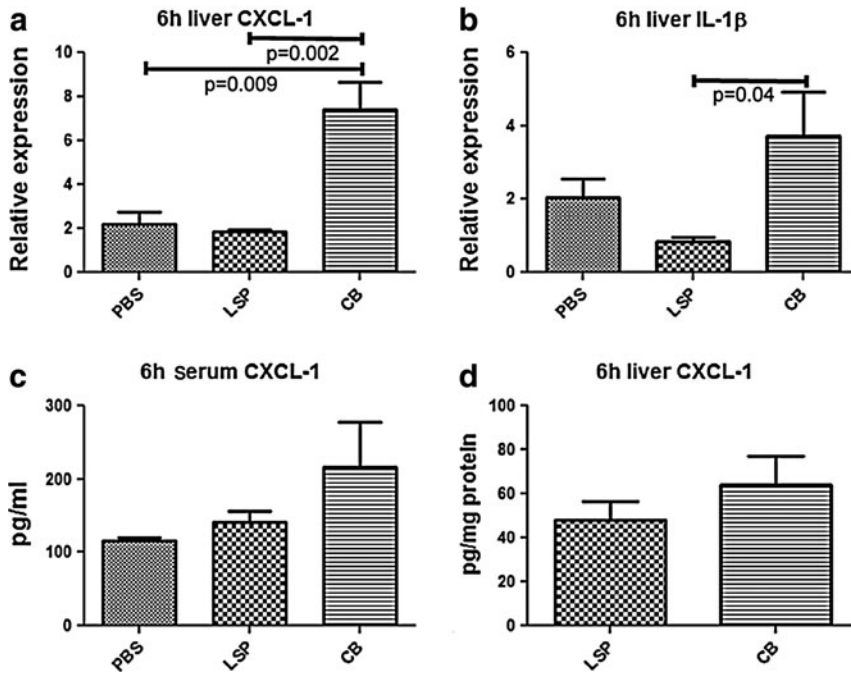 a
6h liver CXCL-1
p=0.002
p=0.009
Relative expression
10
8
6
4
2
0
PBS
LSP
CB
b
6h liver IL-1β
p=0.04
Relative expression
6
4
2
0
PBS
LSP
CB
c
6h serum CXCL-1
pg/ml
300
200
100
0
PBS
LSP
CB
d
6h liver CXCL-1
pg/mg protein
100
80
60
40
20
0
LSP
CB